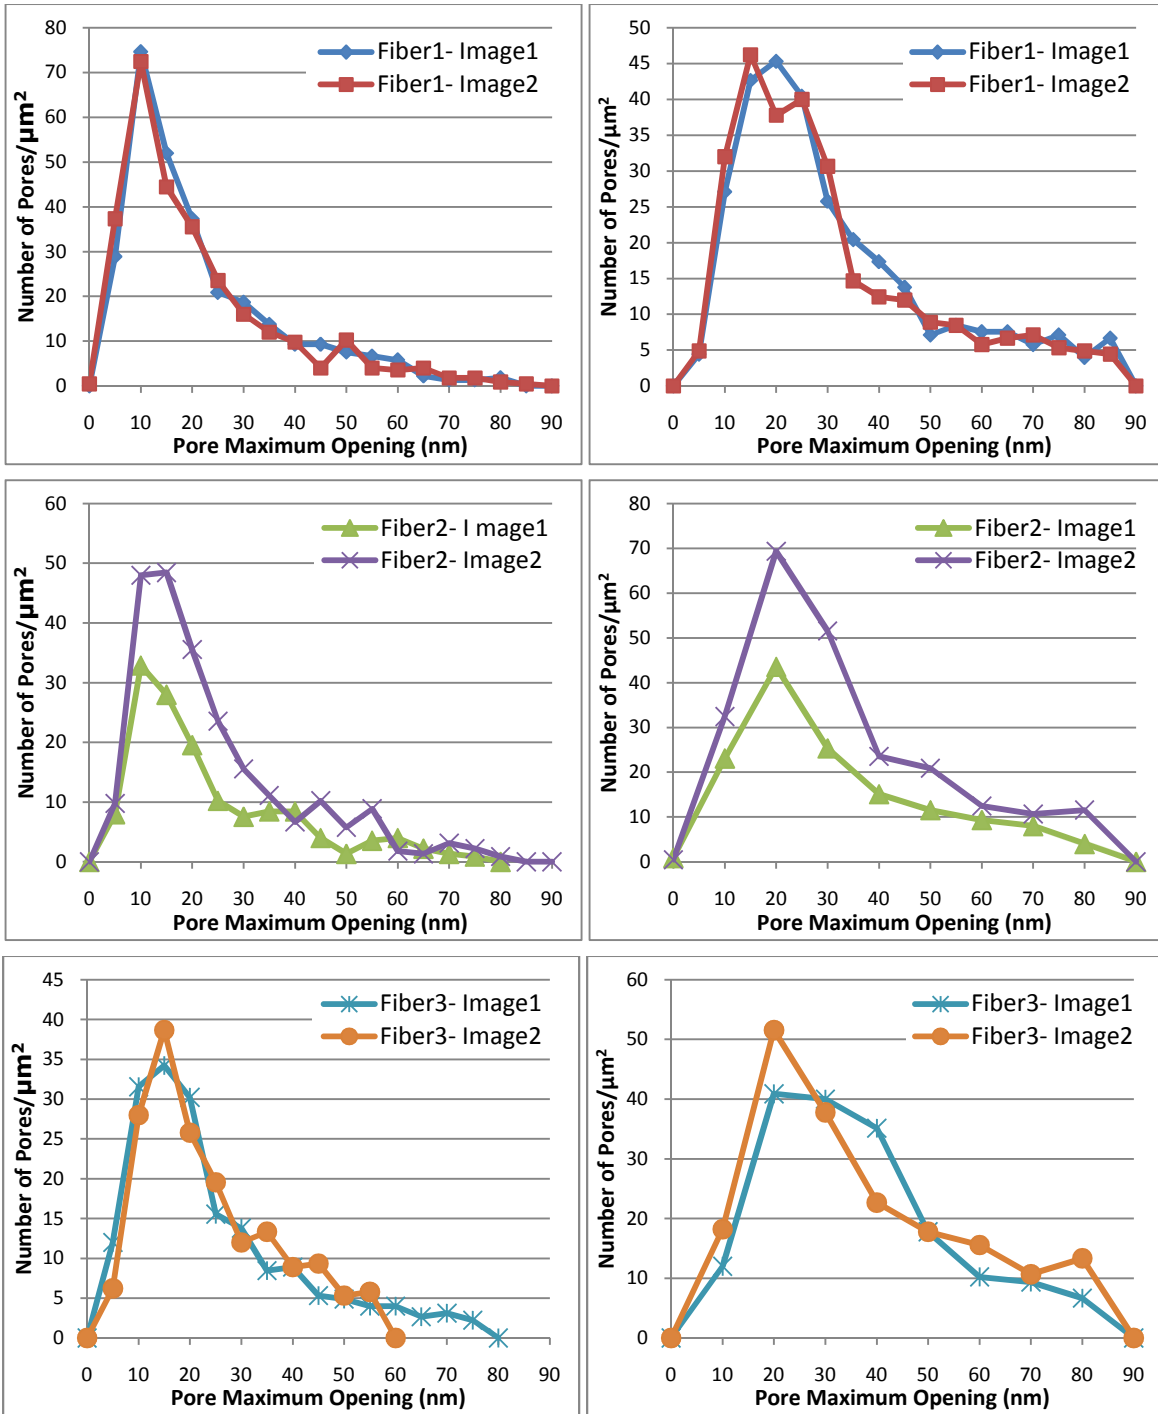 Number of Pores/µm²
80
70
60
50
40
30
20
10
0
Fiber1- Image1
Fiber1- Image2
0 10 20 30 40 50 60 70 80 90
Pore Maximum Opening (nm)
Number of Pores/µm²
50
45
40
35
30
25
20
15
10
5
0
Fiber1- Image1
Fiber1- Image2
0 10 20 30 40 50 60 70 80 90
Pore Maximum Opening (nm)
Number of Pores/µm²
60
50
40
30
20
10
0
Fiber2- I mage1
Fiber2- Image2
0 10 20 30 40 50 60 70 80 90
Pore Maximum Opening (nm)
Number of Pores/µm²
80
70
60
50
40
30
20
10
0
Fiber2- Image1
Fiber2- Image2
0 10 20 30 40 50 60 70 80 90
Pore Maximum Opening (nm)
Number of Pores/µm²
45
40
35
30
25
20
15
10
5
0
Fiber3- Image1
Fiber3- Image2
0 10 20 30 40 50 60 70 80 90
Pore Maximum Opening (nm)
Number of Pores/µm²
60
50
40
30
20
10
0
Fiber3- Image1
Fiber3- Image2
0 10 20 30 40 50 60 70 80 90
Pore Maximum Opening (nm)